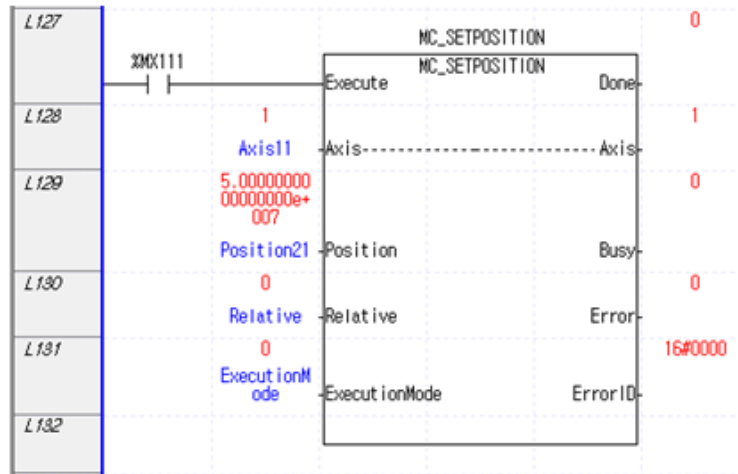 L127
0
MC_SETPOSITION
%MX111
MC_SETPOSITION
Execute
Done
L128
1
1
Axis11
Axis
Axis
L129
5.00000000
00000000e+
007
0
Position21
Position
Busy
L130
0
0
Relative
Relative
Error
L131
0
16#0000
ExecutionM
ode
ExecutionMode
ErrorID
L132